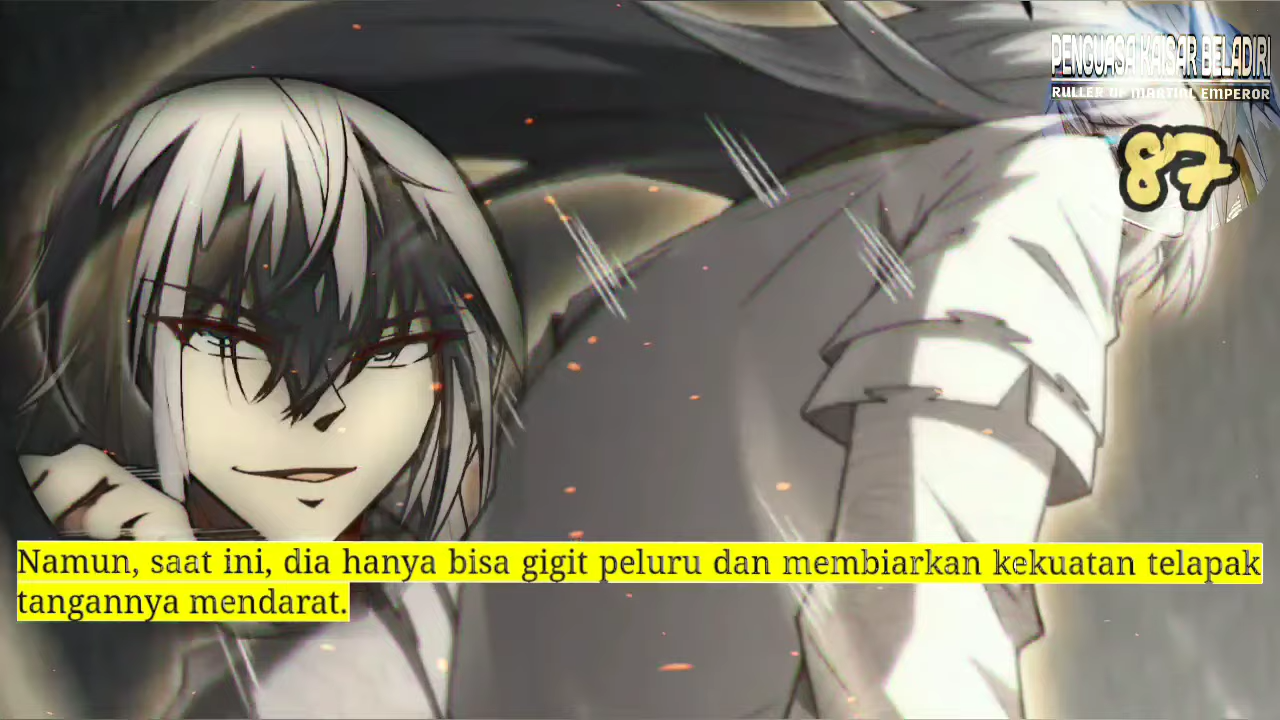 PENGUASA KAISAR BELADIRI
RULLER OF MARTIAL EMPEROR
87
Namun, saat ini, dia hanya bisa gigit peluru dan membiarkan kekuatan telapak
tangannya mendarat.